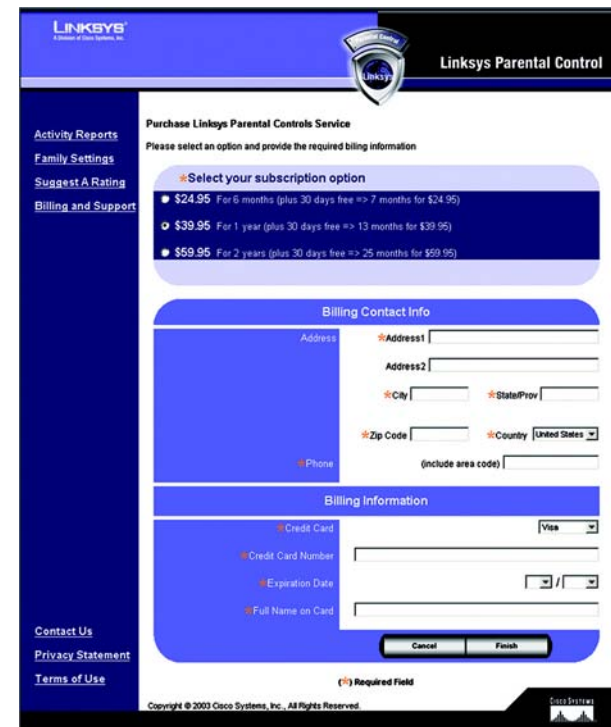 LINKSYS®
A Division of Cisco Systems, Inc.
Parental Control
Linksys
Linksys Parental Control
Activity Reports
Family Settings
Suggest A Rating
Billing and Support
Purchase Linksys Parental Controls Service
Please select an option and provide the required biling information
*Select your subscription option
$24.95 For 6 months (plus 30 days free => 7 months for $24.95)
$39.95 For 1 year (plus 30 days free => 13 months for $39.95)
$59.95 For 2 years (plus 30 days free => 25 months for $59.95)
Billing Contact Info
Address
*Address1
Address2
*City
*State/Prov
*Zip Code
*Country United States
*Phone
(include area code)
Billing Information
*Credit Card
Visa
*Credit Card Number
*Expiration Date
/
*Full Name on Card
Cancel
Finish
(*) Required Field
Contact Us
Privacy Statement
Terms of Use
Copyright © 2003 Cisco Systems, Inc., All Rights Reserved.
CISCO SYSTEMS